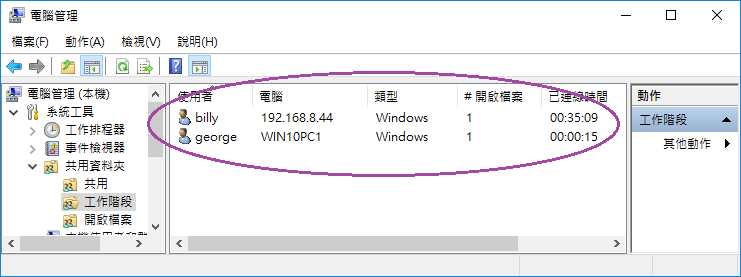 電腦管理
檔案(F) 動作(A) 檢視(V) 說明(H)
電腦管理 (本機)
系統工具
工作排程器
事件檢視器
共用資料夾
共用
工作階段
開啟檔案
使用者 電腦 類型 # 開啟檔案 已連線時間
billy 192.168.8.44 Windows 1 00:35:09
george WIN10PC1 Windows 1 00:00:15
動作
工作階段
其他動作